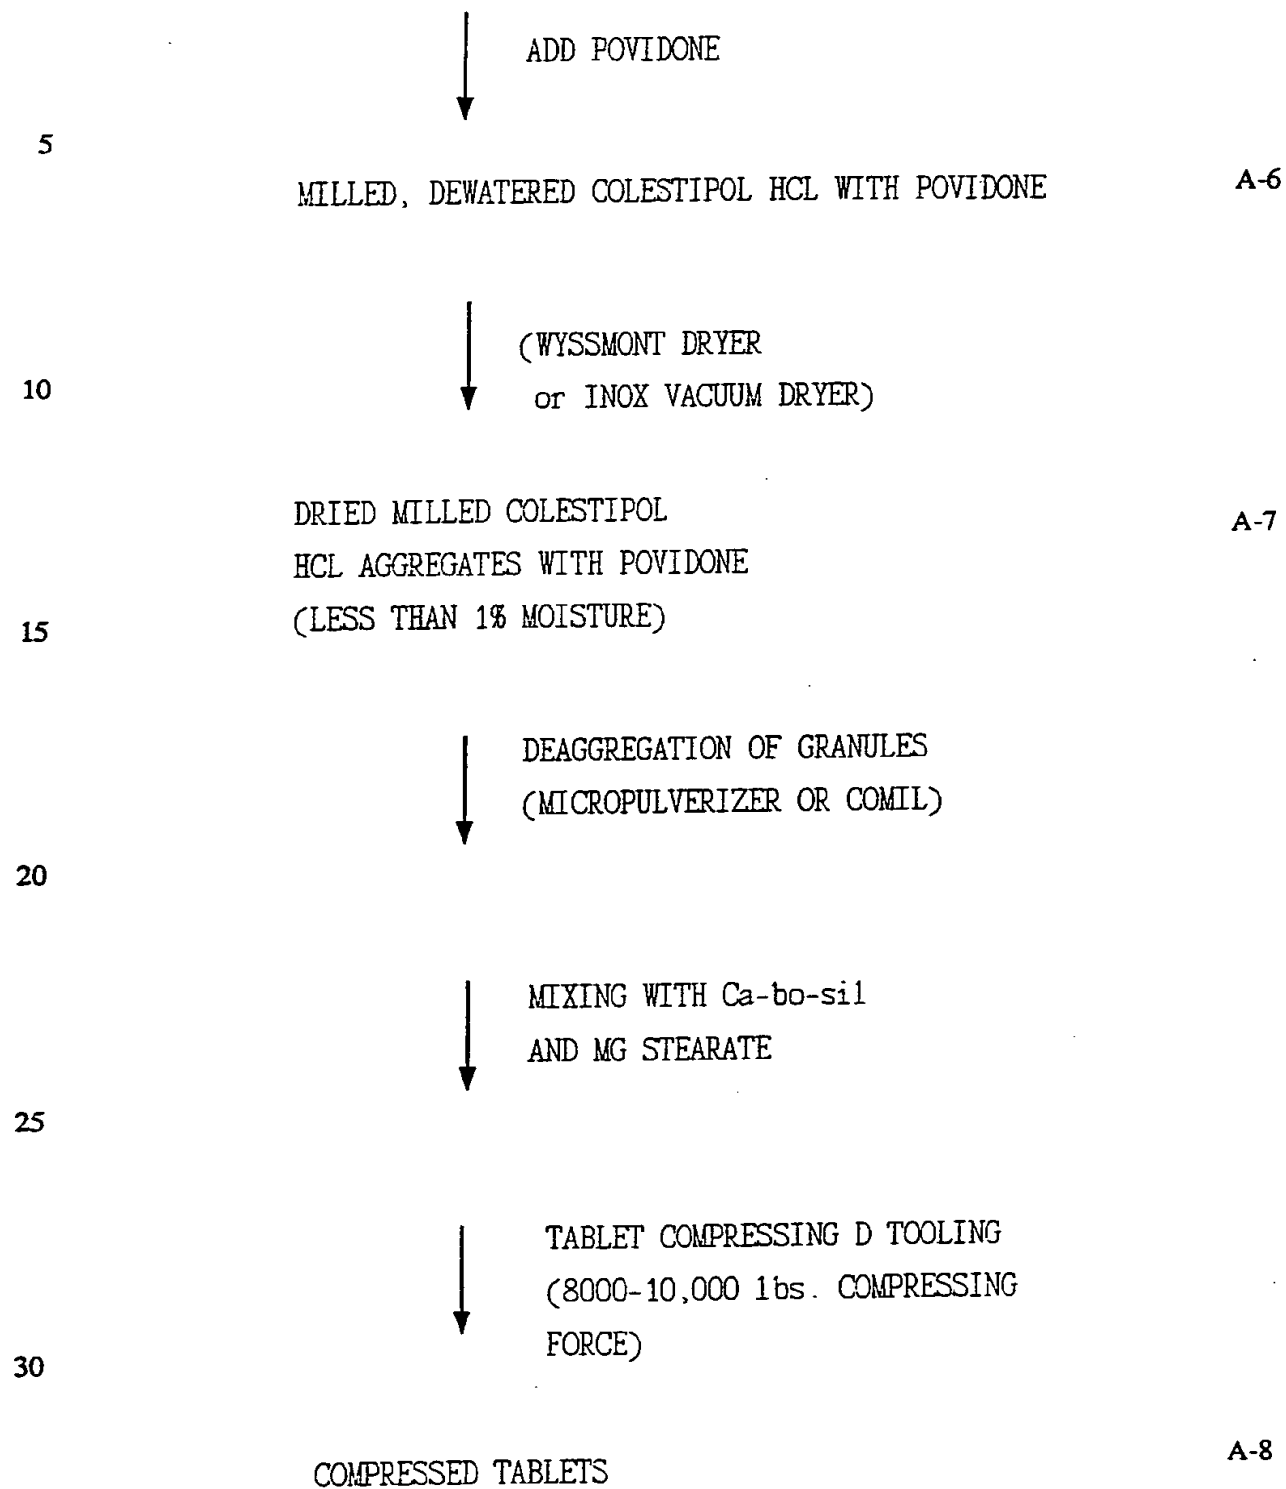 ADD POVIDONE
5
MILLED, DEWATERED COLESTIPOL HCL WITH POVIDONE A-6
(WYSSMONT DRYER
10 or INOX VACUUM DRYER)
DRIED MILLED COLESTIPOL A-7
HCL AGGREGATES WITH POVIDONE
15 (LESS THAN 1% MOISTURE)
DEAGGREGATION OF GRANULES
(MICROPULVERIZER OR COMIL)
20
MIXING WITH Ca-bo-sil
AND MG STEARATE
25
TABLET COMPRESSING D TOOLING
(8000-10,000 lbs. COMPRESSING
FORCE)
30
COMPRESSED TABLETS A-8